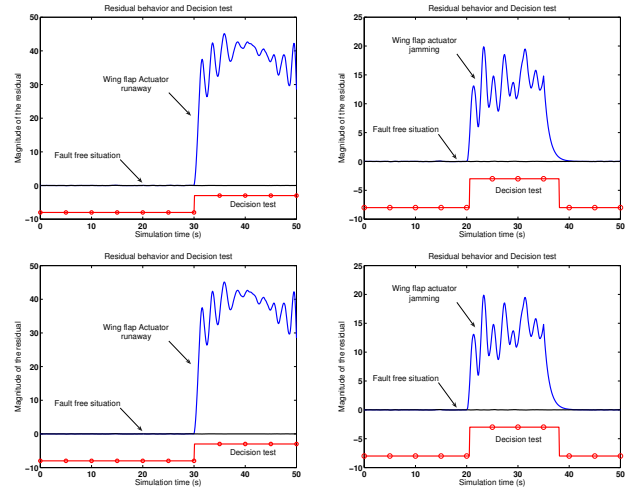 Residual behavior and Decision test
50
40
30
20
10
0
−10
0 10 20 30 40 50
Magnitude of the residual
Wing flap Actuator
runaway
Fault free situation
Decision test
Simulation time (s)
Residual behavior and Decision test
25
20
15
10
5
0
−5
−10
0 10 20 30 40 50
Magnitude of the residual
Wing flap actuator
jamming
Fault free situation
Decision test
Simulation time (s)
Residual behavior and Decision test
50
40
30
20
10
0
−10
0 10 20 30 40 50
Magnitude of the residual
Wing flap Actuator
runaway
Fault free situation
Decision test
Simulation time (s)
Residual behavior and Decision test
25
20
15
10
5
0
−5
−10
0 10 20 30 40 50
Magnitude of the residual
Wing flap actuator
jamming
Fault free situation
Decision test
Simulation time (s)